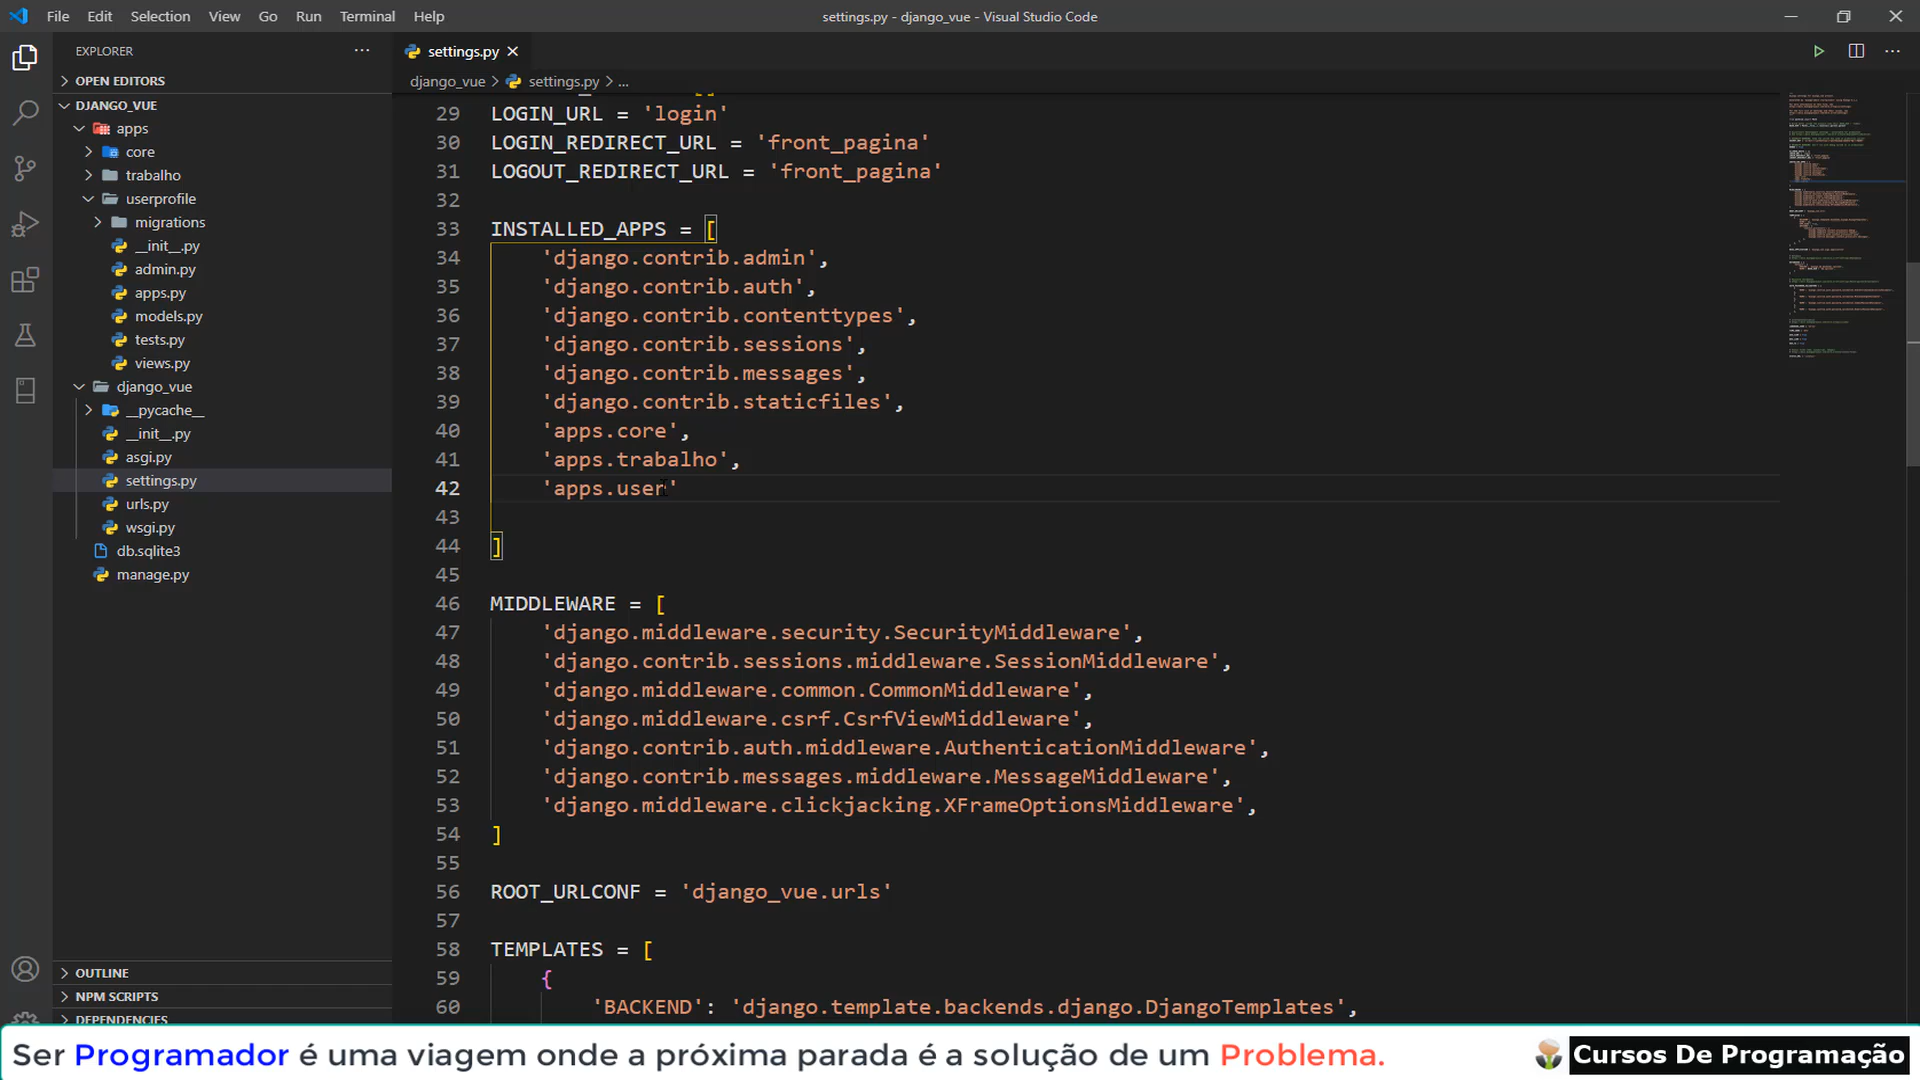 File Edit Selection View Go Run Terminal Help
settings.py - django_vue - Visual Studio Code
EXPLORER
OPEN EDITORS
DJANGO_VUE
apps
core
trabalho
userprofile
migrations
__init__.py
admin.py
apps.py
models.py
tests.py
views.py
django_vue
__pycache__
__init__.py
asgi.py
settings.py
urls.py
wsgi.py
db.sqlite3
manage.py
OUTLINE
NPM SCRIPTS
DEPENDENCIES
settings.py
django_vue > settings.py > ...
29 LOGIN_URL = 'login'
30 LOGIN_REDIRECT_URL = 'front_pagina'
31 LOGOUT_REDIRECT_URL = 'front_pagina'
32
33 INSTALLED_APPS = [
34 'django.contrib.admin',
35 'django.contrib.auth',
36 'django.contrib.contenttypes',
37 'django.contrib.sessions',
38 'django.contrib.messages',
39 'django.contrib.staticfiles',
40 'apps.core',
41 'apps.trabalho',
42 'apps.user'
43
44 ]
45
46 MIDDLEWARE = [
47 'django.middleware.security.SecurityMiddleware',
48 'django.contrib.sessions.middleware.SessionMiddleware',
49 'django.middleware.common.CommonMiddleware',
50 'django.middleware.csrf.CsrfViewMiddleware',
51 'django.contrib.auth.middleware.AuthenticationMiddleware',
52 'django.contrib.messages.middleware.MessageMiddleware',
53 'django.middleware.clickjacking.XFrameOptionsMiddleware',
54 ]
55
56 ROOT_URLCONF = 'django_vue.urls'
57
58 TEMPLATES = [
59 {
60 'BACKEND': 'django.template.backends.django.DjangoTemplates',
Ser Programador é uma viagem onde a próxima parada é a solução de um Problema.
Cursos De Programação